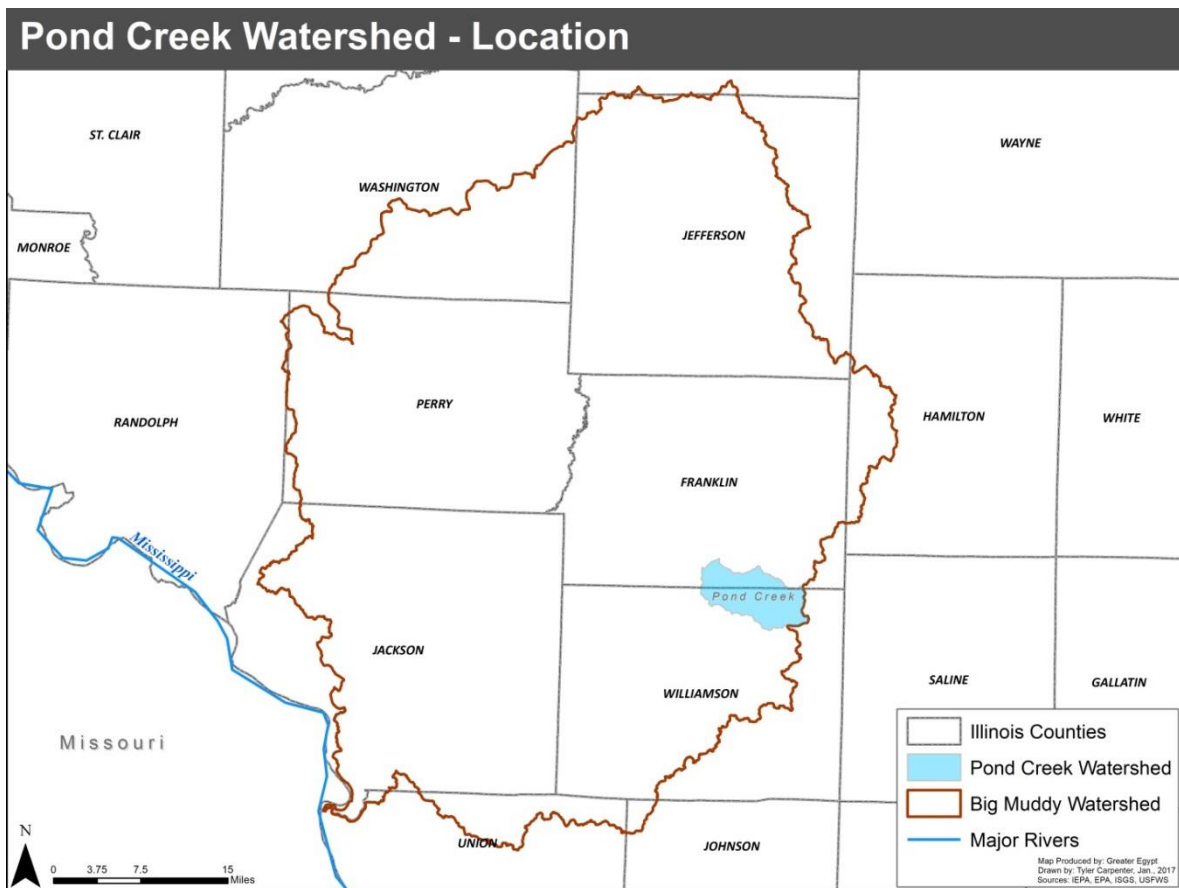 Pond Creek Watershed - Location
ST. CLAIR
WAYNE
WASHINGTON
MONROE
JEFFERSON
RANDOLPH
PERRY
HAMILTON
WHITE
FRANKLIN
Mississippi
Pond Creek
JACKSON
WILLIAMSON
SALINE
GALLATIN
Missouri
UNION
JOHNSON
Illinois Counties
Pond Creek Watershed
Big Muddy Watershed
Major Rivers
N
0 3.75 7.5 15
Miles
Map Produced by: Greater Egypt
Drawn by: Tyler Carpenter, Jan., 2017
Sources: IEPA, EPA, ISGS, USFWS